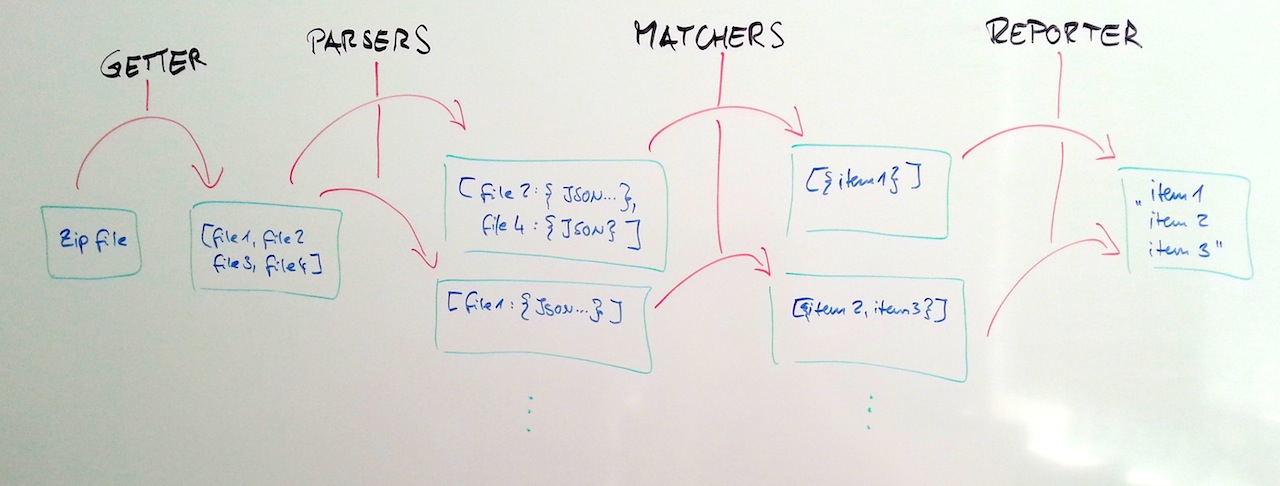 GETTER
PARSERS
MATCHERS
REPORTER
Zip file
[file1, file2
file3, file4]
[file2:{JSON...},
file4:{JSON}]
[file1:{JSON...}]
[{item1}]
[{item2, item3}]
„item1
item2
item3"